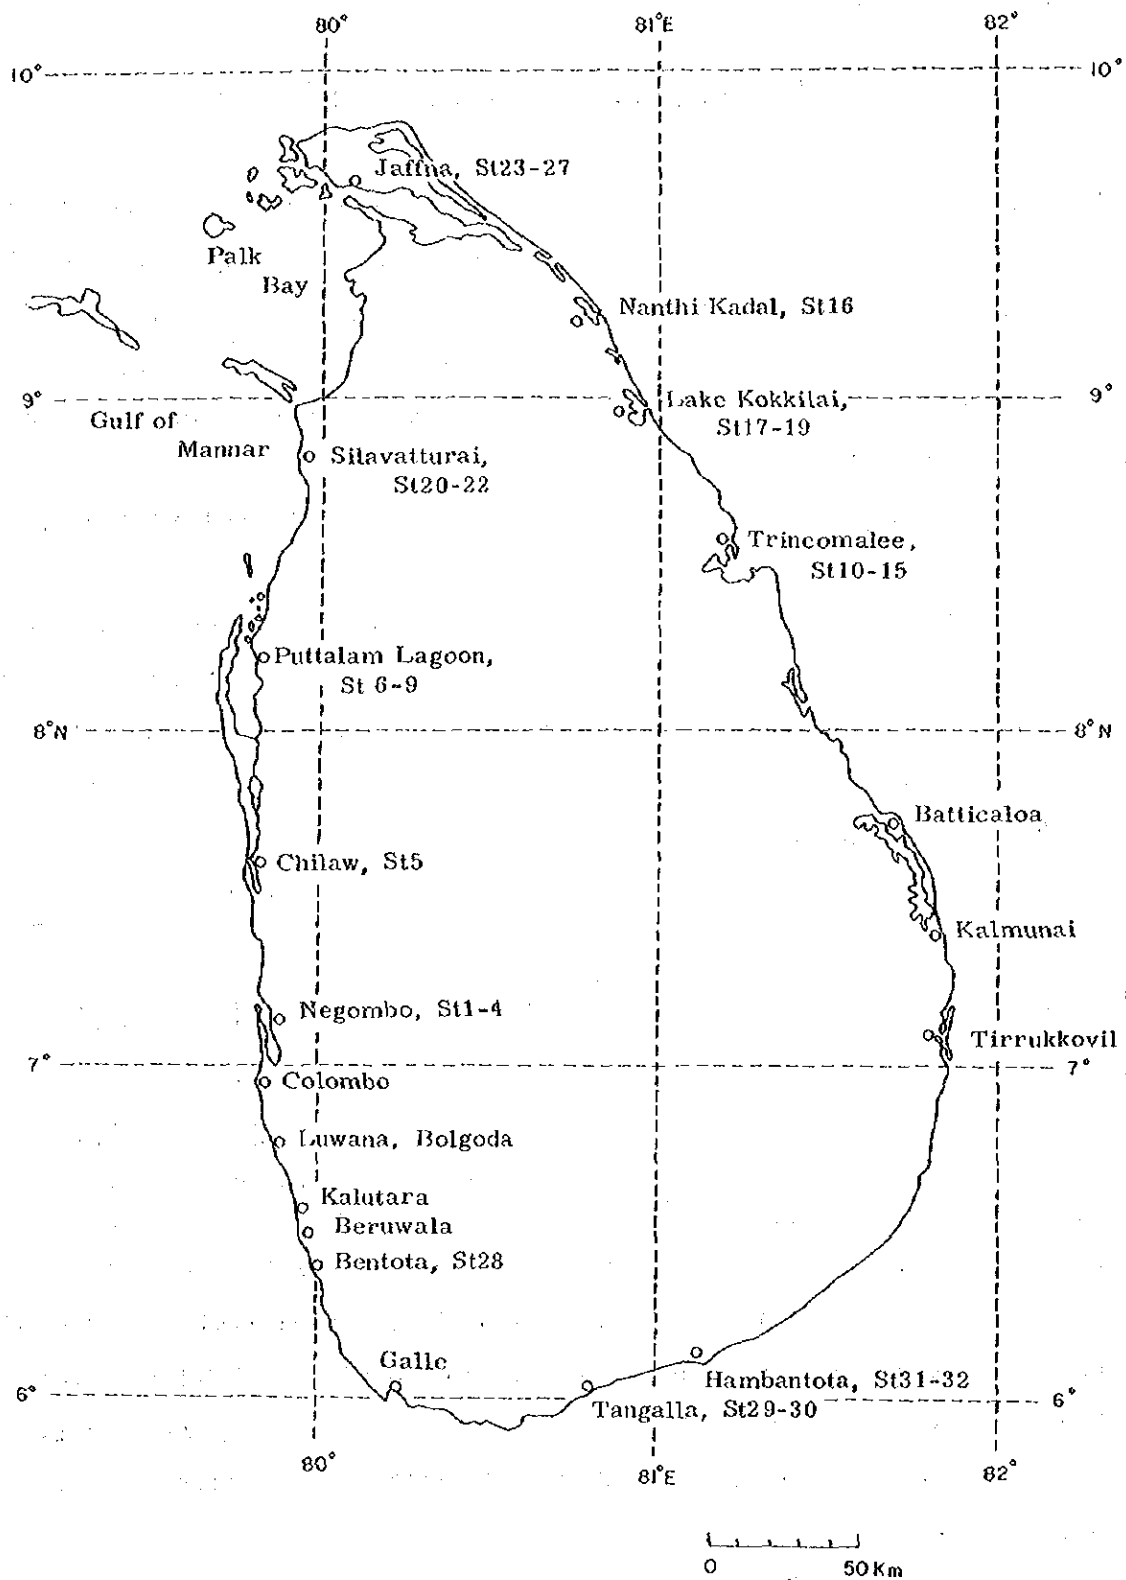 80°
81°E
82°
10°
10°
Jaffna, St23-27
Palk
Bay
Nanthi Kadal, St16
9°
Lake Kokkilai,
9°
Gulf of
St17-19
Mannar
Silavatturai,
St20-22
Trincomalee,
St10-15
Puttalam Lagoon,
St 6-9
8°N
8°N
Batticaloa
Chilaw, St5
Kalmunai
Negombo, St1-4
Tirrukkovil
7°
7°
Colombo
Luwana, Bolgoda
Kalutara
Beruwala
Bentota, St28
Galle
Hambantota, St31-32
6°
6°
Tangalla, St29-30
80°
81°E
82°
0 50 Km